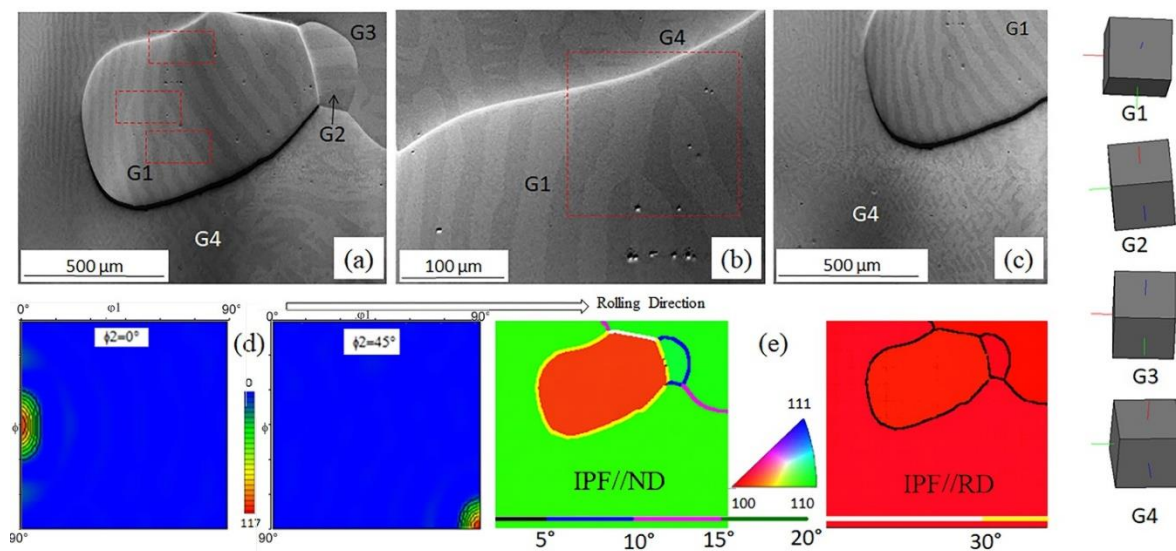 G3
G2
G1
G4
500 μm
(a)
G4
G1
100 μm
(b)
G1
G4
500 μm
(c)
G1
G2
G3
G4
0° φ1 90°
ϕ2=0°
(d)
0
117
ϕ
90°
φ1
90°
ϕ2=45°
Rolling Direction
(e)
IPF//ND
111
100 110
IPF//RD
5° 10° 15° 20°
30°